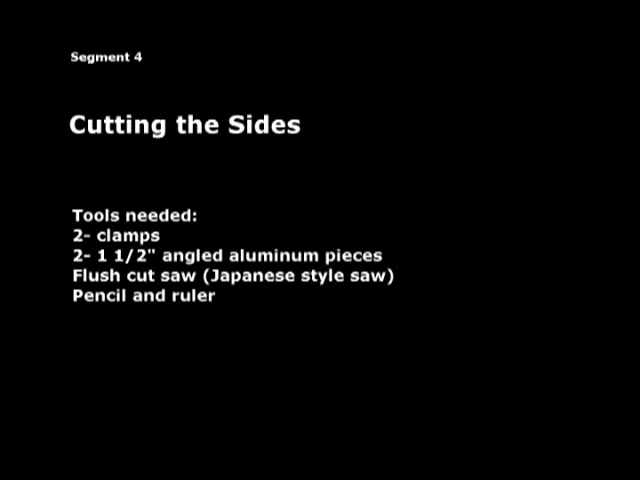 Segment 4
Cutting the Sides
Tools needed:
2- clamps
2- 1 1/2" angled aluminum pieces
Flush cut saw (Japanese style saw)
Pencil and ruler